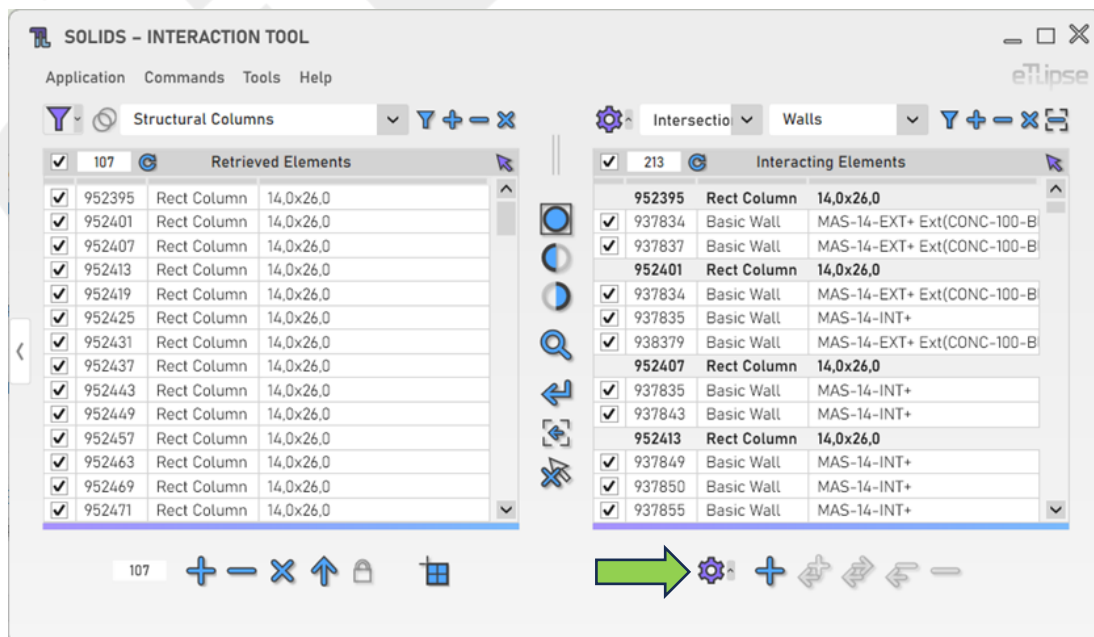 SOLIDS – INTERACTION TOOL
Application Commands Tools Help
eTLipse
Structural Columns
Intersectio
Walls
107 Retrieved Elements
952395 Rect Column 14,0x26,0
952401 Rect Column 14,0x26,0
952407 Rect Column 14,0x26,0
952413 Rect Column 14,0x26,0
952419 Rect Column 14,0x26,0
952425 Rect Column 14,0x26,0
952431 Rect Column 14,0x26,0
952437 Rect Column 14,0x26,0
952443 Rect Column 14,0x26,0
952449 Rect Column 14,0x26,0
952457 Rect Column 14,0x26,0
952463 Rect Column 14,0x26,0
952469 Rect Column 14,0x26,0
952471 Rect Column 14,0x26,0
107
213 Interacting Elements
952395 Rect Column 14,0x26,0
937834 Basic Wall MAS-14-EXT+ Ext(CONC-100-B
937837 Basic Wall MAS-14-EXT+ Ext(CONC-100-B
952401 Rect Column 14,0x26,0
937834 Basic Wall MAS-14-EXT+ Ext(CONC-100-B
937835 Basic Wall MAS-14-INT+
938379 Basic Wall MAS-14-EXT+ Ext(CONC-100-B
952407 Rect Column 14,0x26,0
937835 Basic Wall MAS-14-INT+
937843 Basic Wall MAS-14-INT+
952413 Rect Column 14,0x26,0
937849 Basic Wall MAS-14-INT+
937850 Basic Wall MAS-14-INT+
937855 Basic Wall MAS-14-INT+